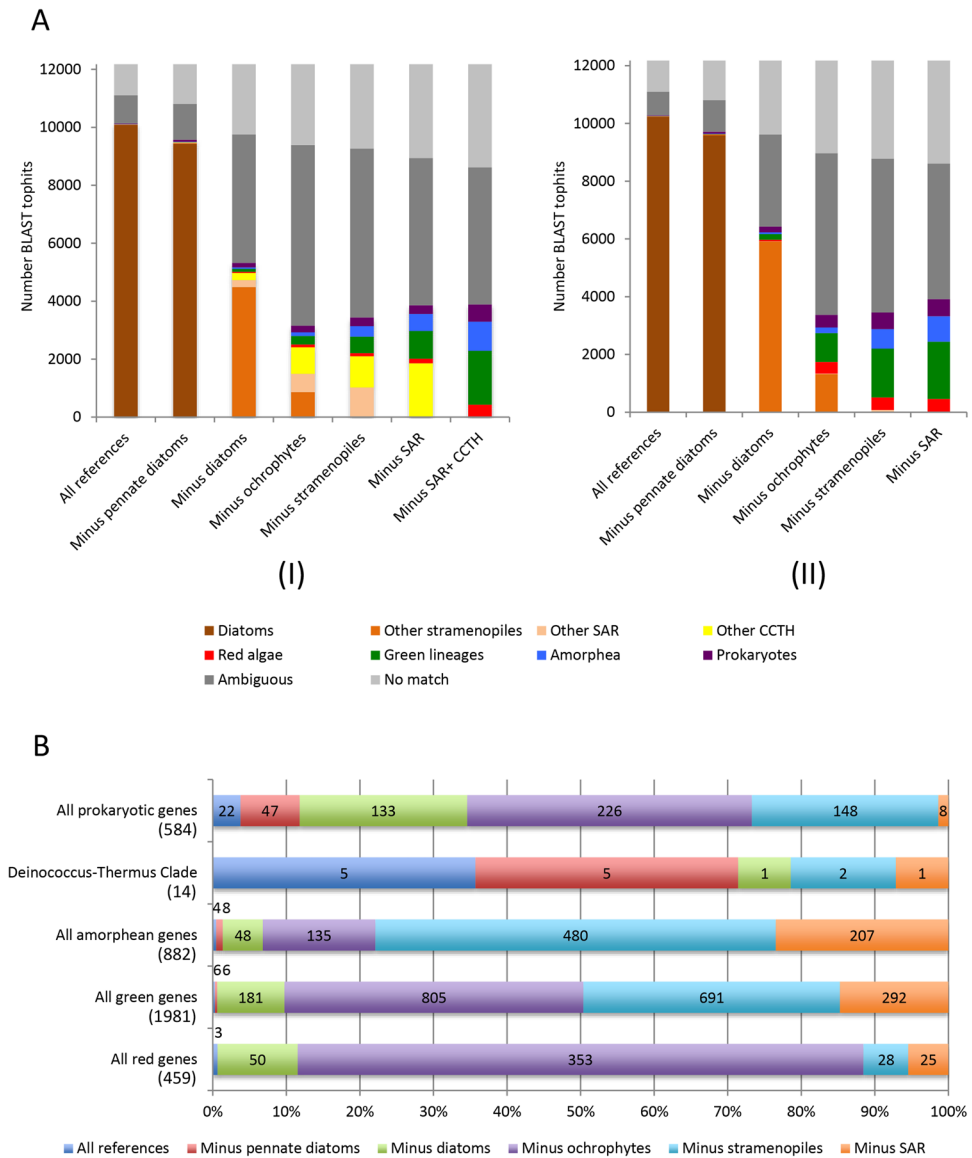 A
Number BLAST tophits
12000
10000
8000
6000
4000
2000
0
All references
Minus pennate diatoms
Minus diatoms
Minus ochrophytes
Minus stramenopiles
Minus SAR
Minus SAR+ CCTH
(I)
Number BLAST tophits
12000
10000
8000
6000
4000
2000
0
All references
Minus pennate diatoms
Minus diatoms
Minus ochrophytes
Minus stramenopiles
Minus SAR
(II)
Diatoms Other stramenopiles Other SAR Other CCTH
Red algae Green lineages Amorphea Prokaryotes
Ambiguous No match
B
All prokaryotic genes
(584)
22 47 133 226 148 8
Deinococcus-Thermus Clade
(14)
5 5 1 2 1
All amorphean genes
(882)
48
48 135 480 207
All green genes
(1981)
66
181 805 691 292
All red genes
(459)
3
50 353 28 25
0% 10% 20% 30% 40% 50% 60% 70% 80% 90% 100%
All references Minus pennate diatoms Minus diatoms Minus ochrophytes Minus stramenopiles Minus SAR